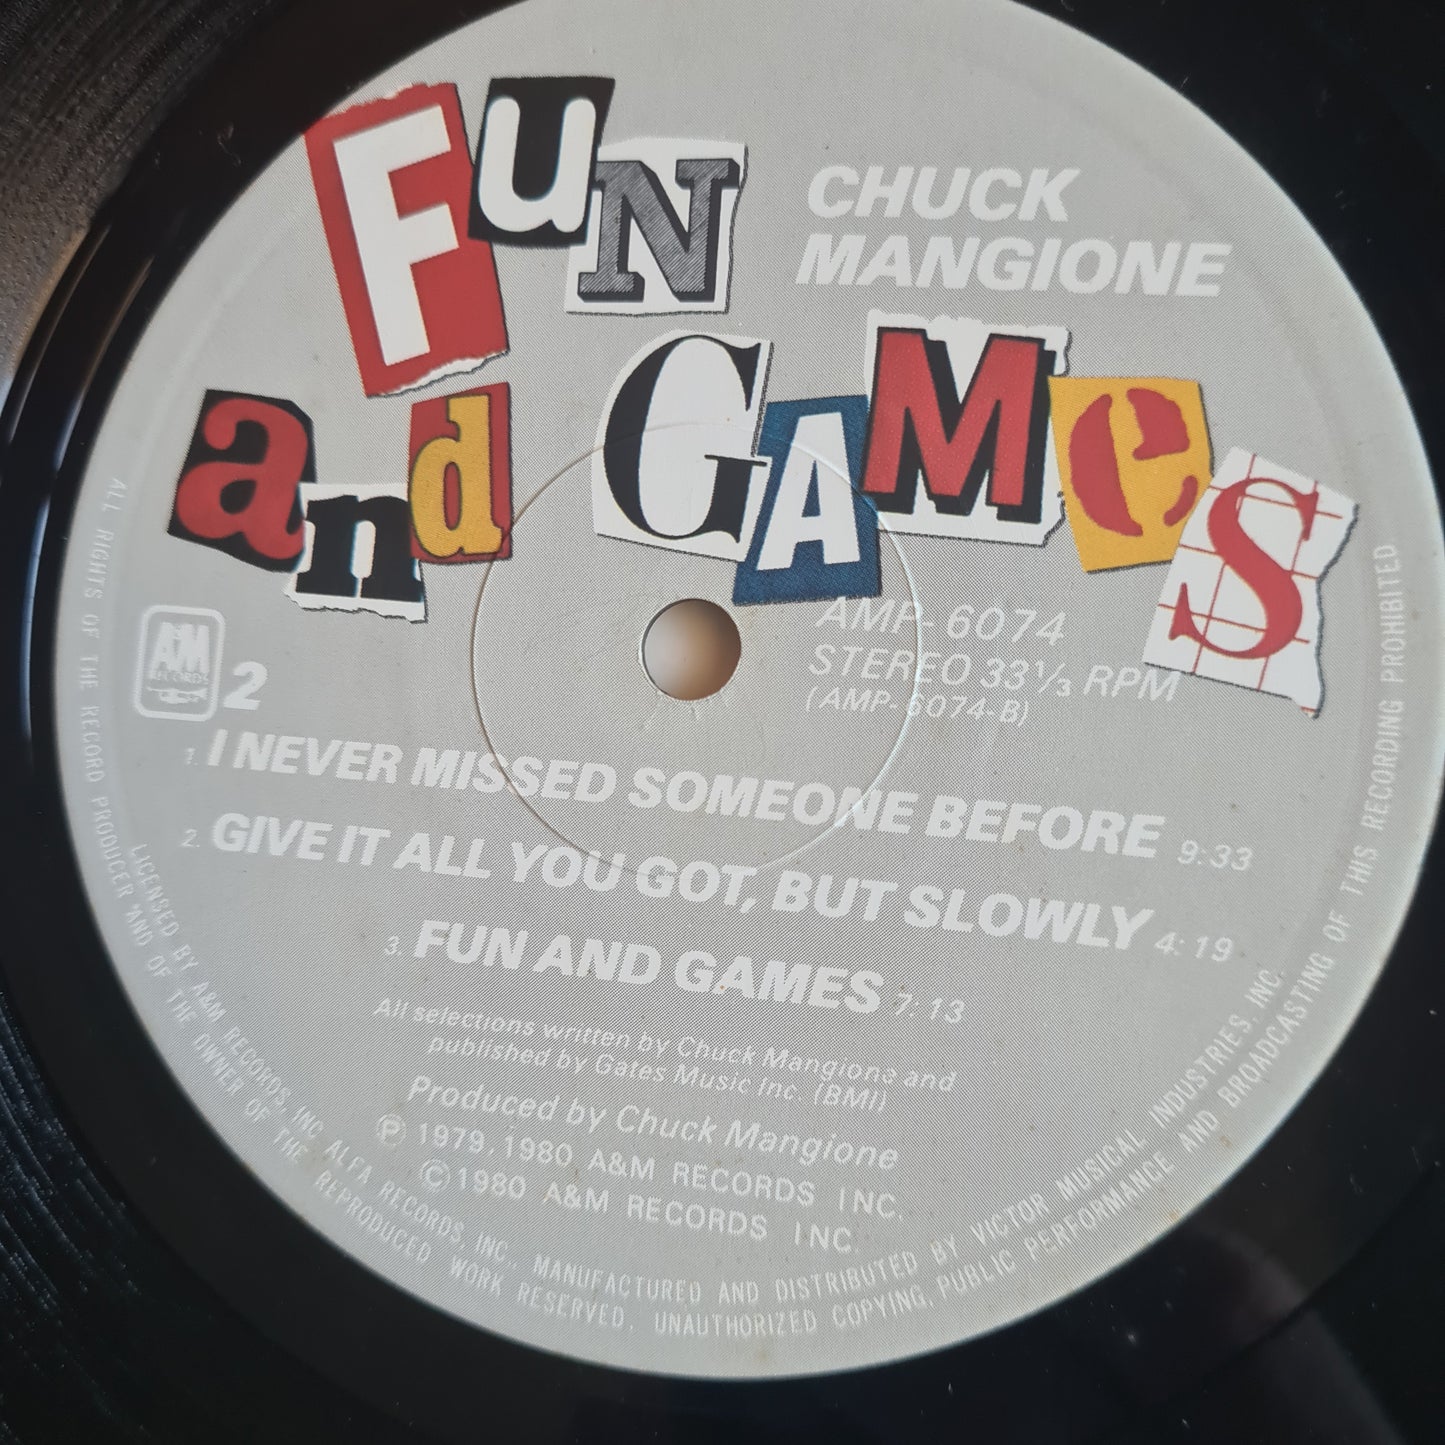 FuN
and GAMeS
CHUCK
MANGIONE
A&M
RECORDS
2
AMP-6074
STEREO 33⅓ RPM
(AMP-6074-B)
1. I NEVER MISSED SOMEONE BEFORE 9:33
2. GIVE IT ALL YOU GOT, BUT SLOWLY 4:19
3. FUN AND GAMES 7:13
All selections written by Chuck Mangione and
published by Gates Music Inc. (BMI)
Produced by Chuck Mangione
Ⓟ 1979, 1980 A&M RECORDS INC.
© 1980 A&M RECORDS INC.
LICENSED BY A&M RECORDS, INC ALFA RECORDS, INC., MANUFACTURED AND DISTRIBUTED BY VICTOR MUSICAL INDUSTRIES, INC.
ALL RIGHTS OF THE RECORD PRODUCER AND OF THE OWNER OF THE REPRODUCED WORK RESERVED. UNAUTHORIZED COPYING, PUBLIC PERFORMANCE AND BROADCASTING OF THIS RECORDING PROHIBITED